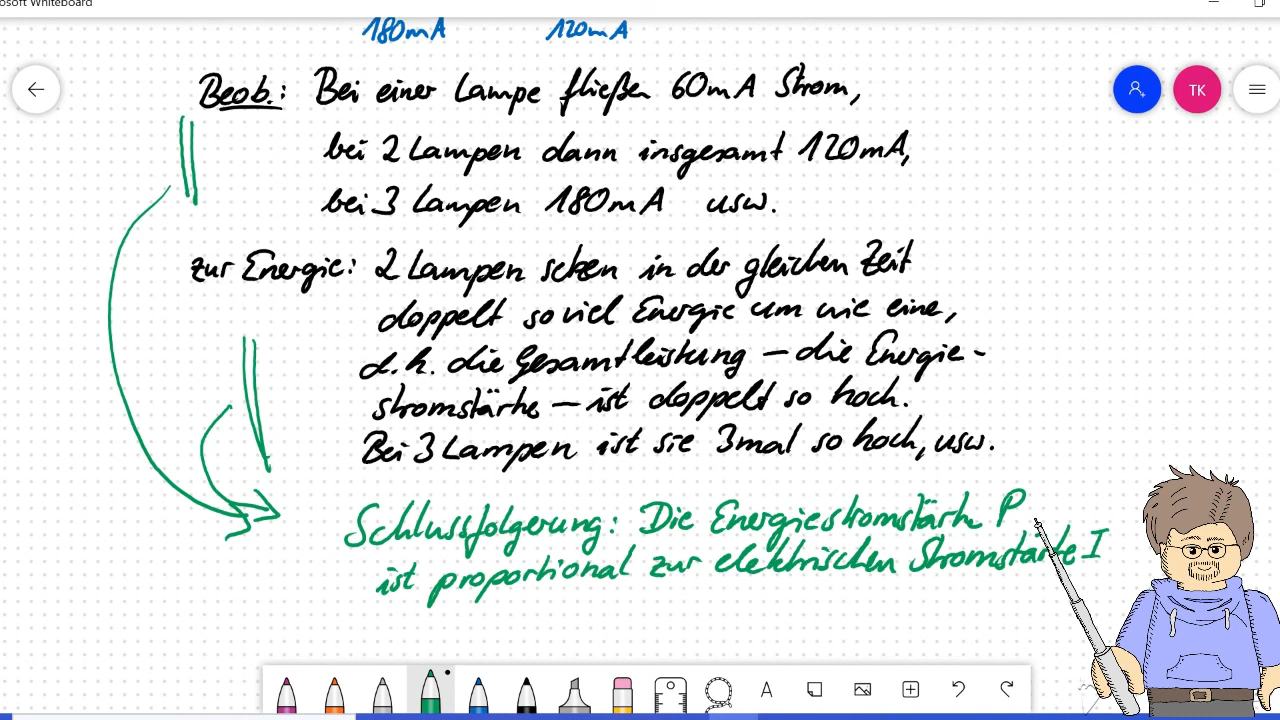 osoft Whiteboard
180mA 120mA
Beob.: Bei einer Lampe fließen 60mA Strom,
bei 2 Lampen dann insgesamt 120mA,
bei 3 Lampen 180mA usw.
zur Energie: 2 Lampen setzen in der gleichen Zeit
doppelt so viel Energie um wie eine,
d.h. die Gesamtleistung – die Energie-
stromstärke – ist doppelt so hoch.
Bei 3 Lampen ist sie 3mal so hoch, usw.
Schlussfolgerung: Die Energiestromstärke P
ist proportional zur elektrischen Stromstärke I
TK
A